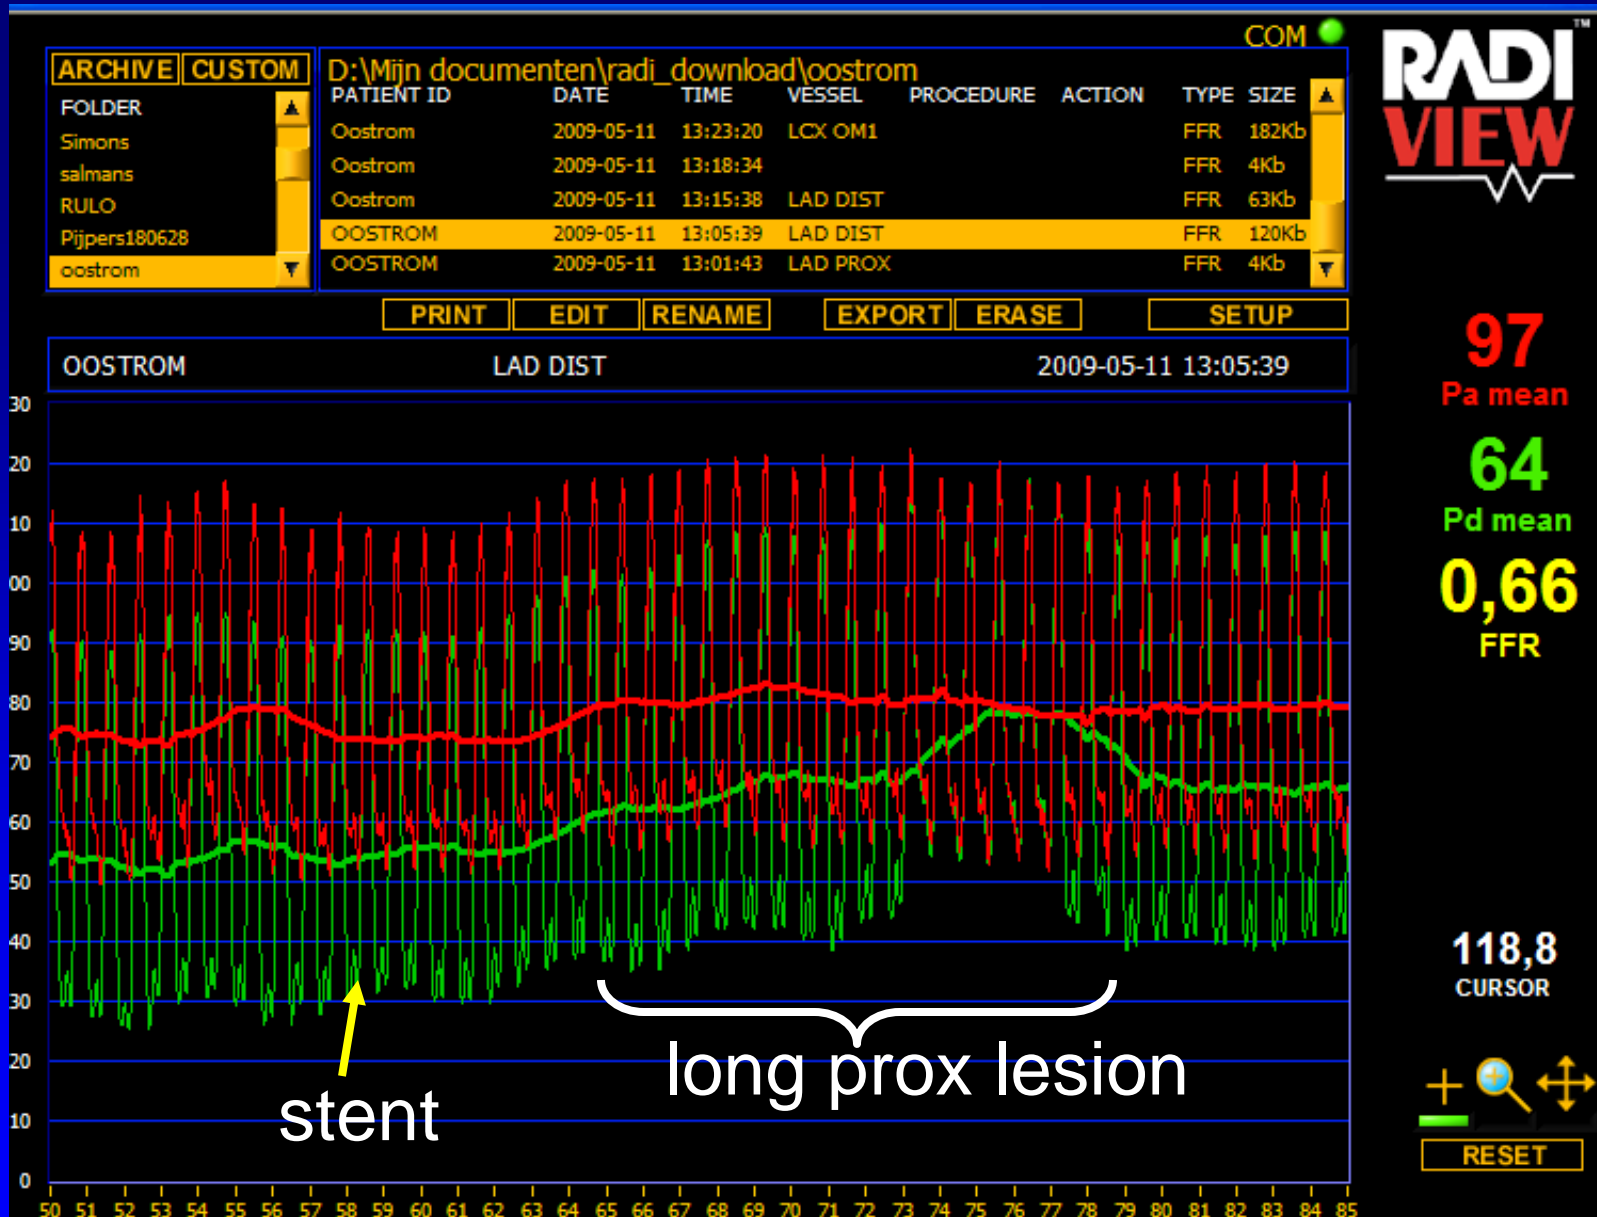 COM
RADI VIEW ™
ARCHIVE CUSTOM
FOLDER
Simons
salmans
RULO
Pijpers180628
oostrom
D:\Mijn documenten\radi_download\oostrom
PATIENT ID DATE TIME VESSEL PROCEDURE ACTION TYPE SIZE
Oostrom 2009-05-11 13:23:20 LCX OM1 FFR 182Kb
Oostrom 2009-05-11 13:18:34 FFR 4Kb
Oostrom 2009-05-11 13:15:38 LAD DIST FFR 63Kb
OOSTROM 2009-05-11 13:05:39 LAD DIST FFR 120Kb
OOSTROM 2009-05-11 13:01:43 LAD PROX FFR 4Kb
PRINT EDIT RENAME EXPORT ERASE SETUP
OOSTROM LAD DIST 2009-05-11 13:05:39
97
Pa mean
64
Pd mean
0,66
FFR
118,8
CURSOR
RESET
30
20
10
00
90
80
70
60
50
40
30
20
10
0
stent
long prox lesion
50 51 52 53 54 55 56 57 58 59 60 61 62 63 64 65 66 67 68 69 70 71 72 73 74 75 76 77 78 79 80 81 82 83 84 85